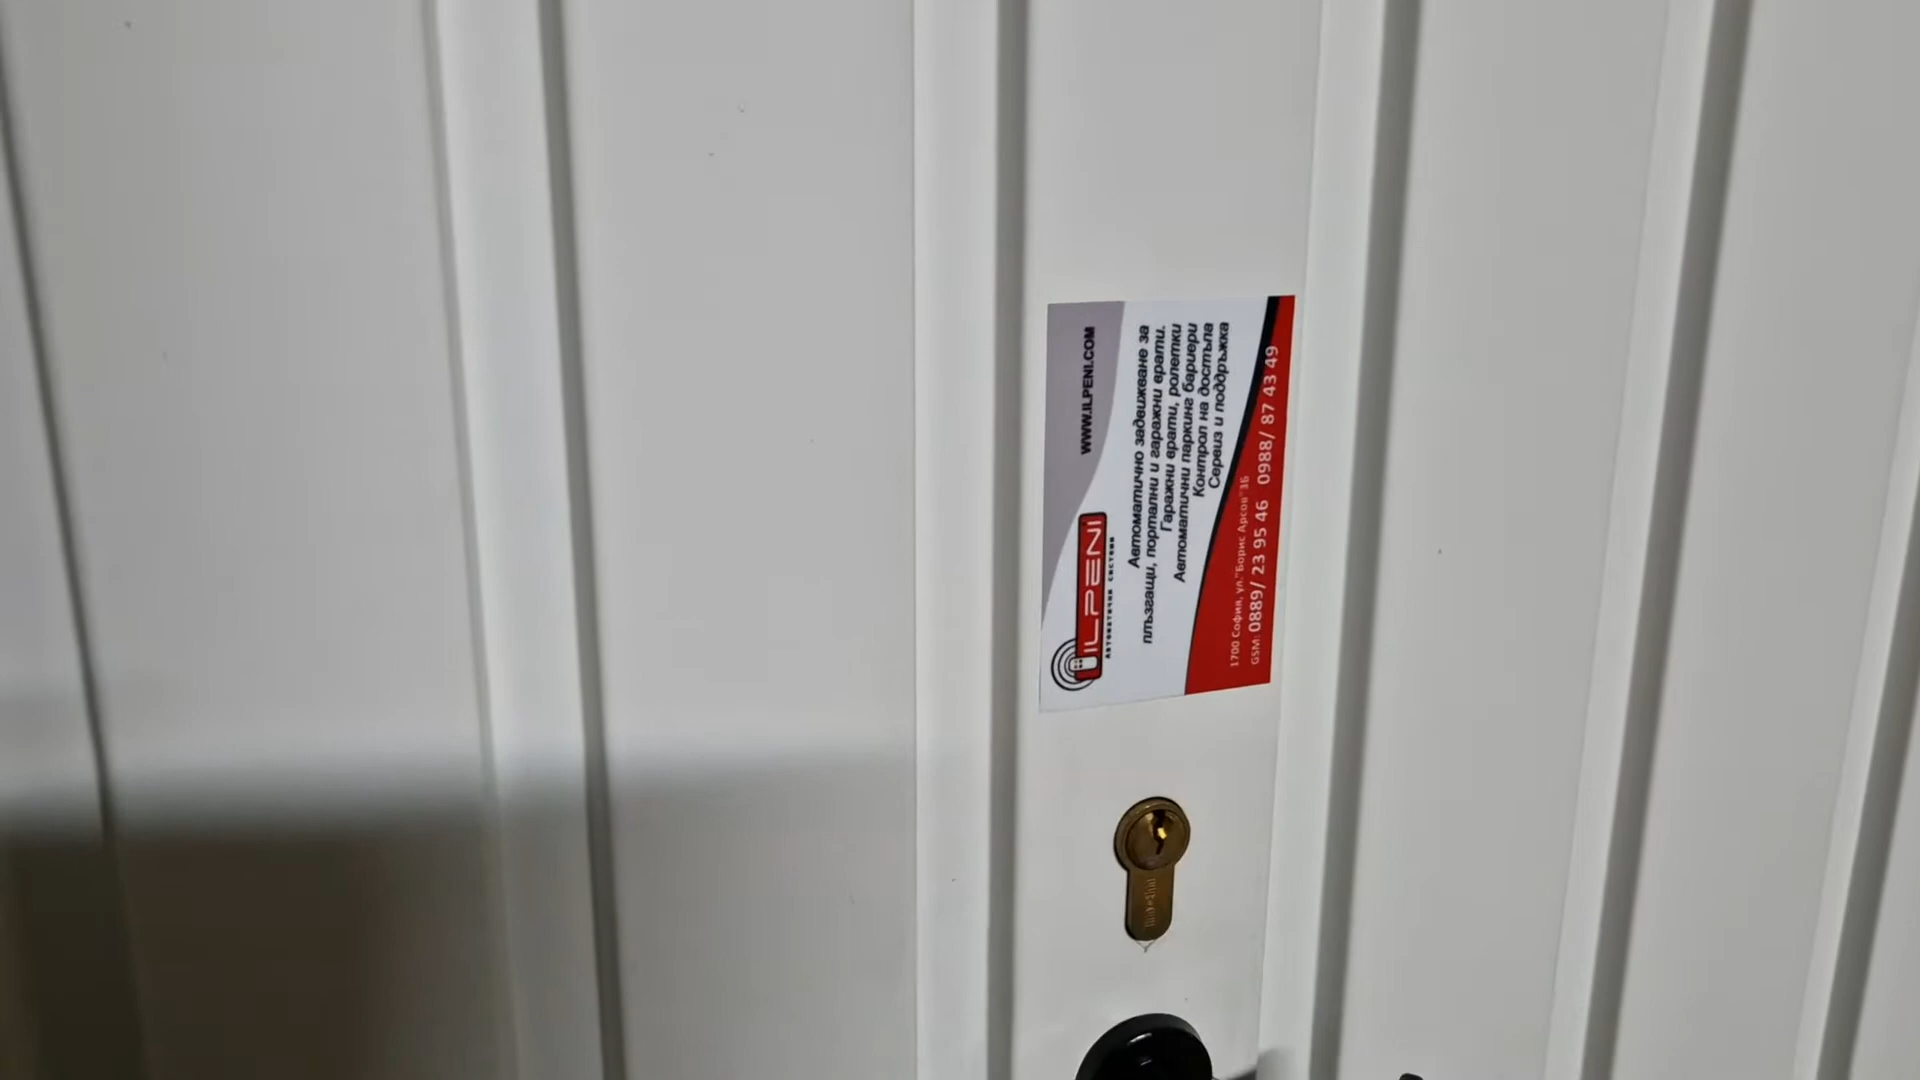 WWW.ILPENI.COM
ILPENI
АВТОМАТИЧНИ СИСТЕМИ
Автоматично задвижване за
плъзгащи, портални и гаражни врати.
Гаражни врати, ролетки
Автоматични паркинг бариери
Контрол на достъпа
Сервиз и поддръжка
1700 София, ул."Борис Арсов"3Б
GSM: 0889/ 23 95 46 0988/ 87 43 49